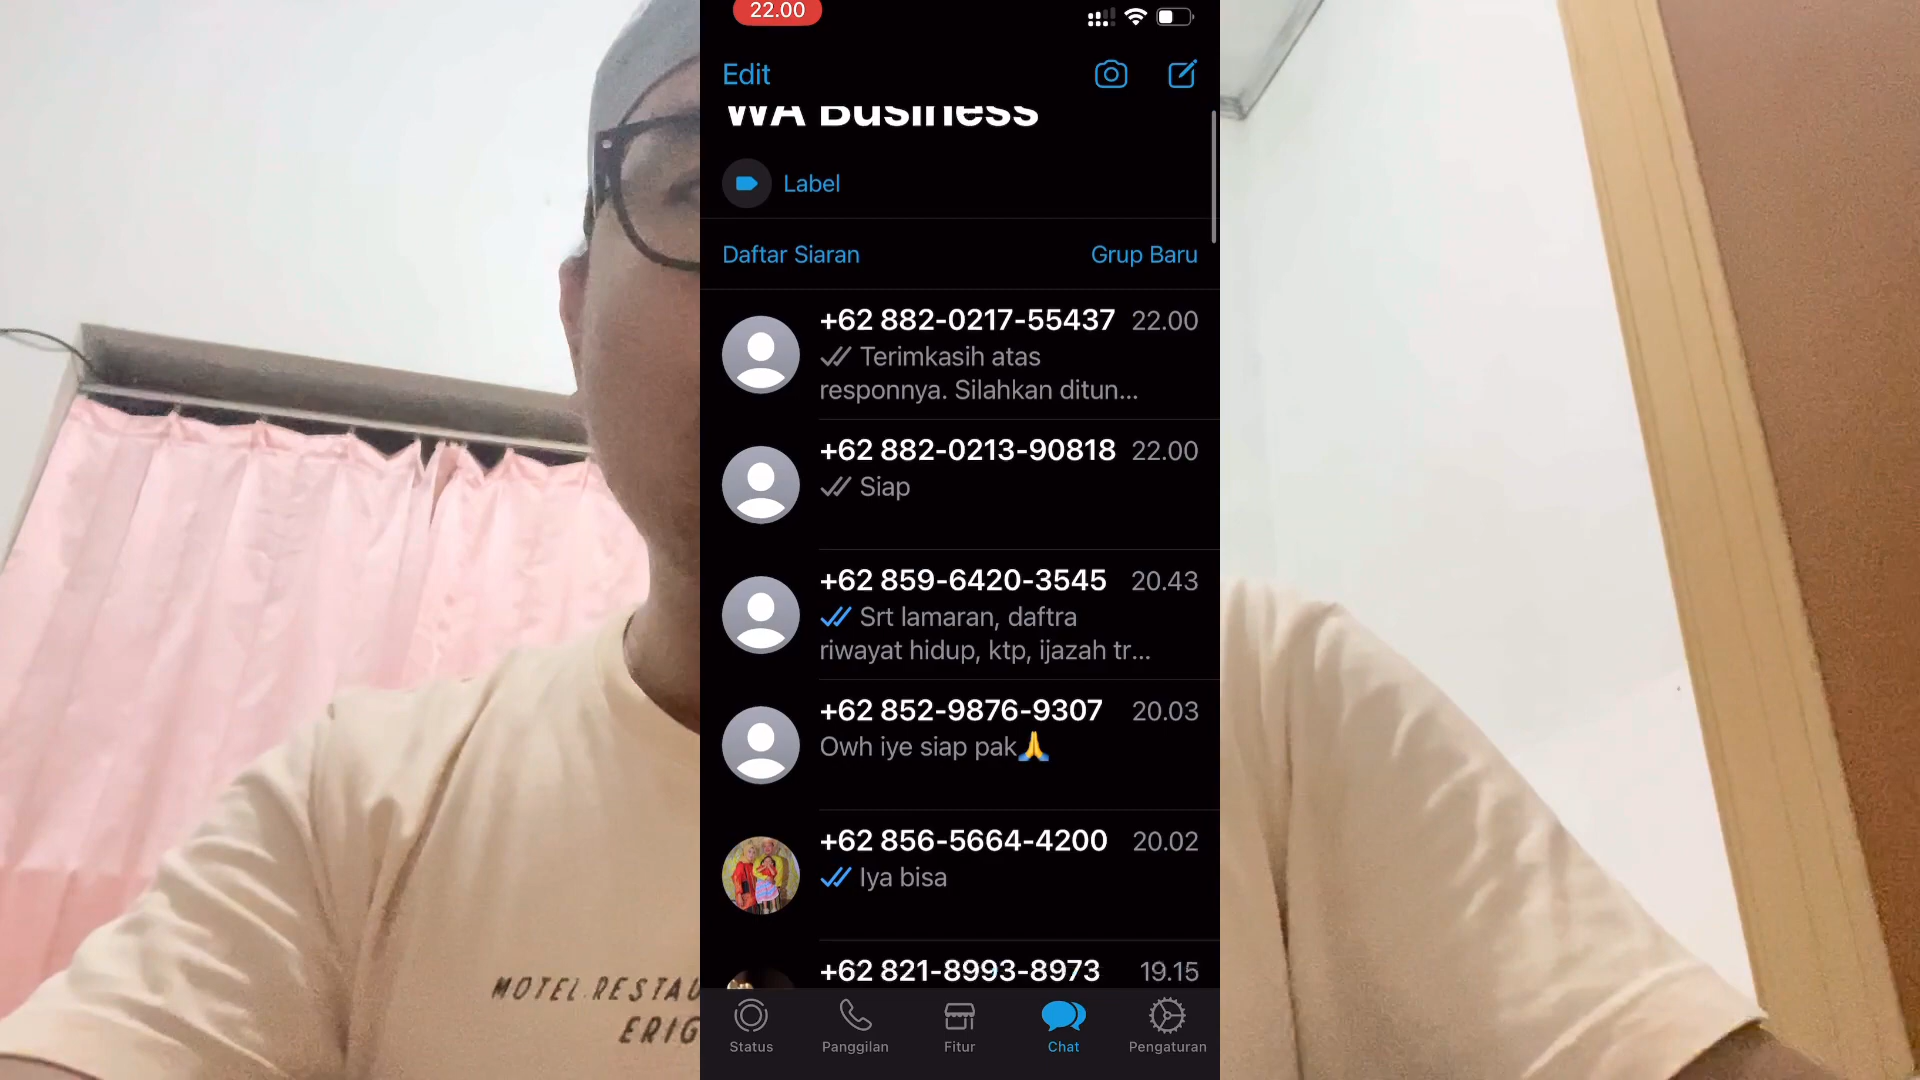 22.00
Edit
WA Business
Label
Daftar Siaran
Grup Baru
+62 882-0217-55437 22.00
Terimkasih atas
responnya. Silahkan ditun...
+62 882-0213-90818 22.00
Siap
+62 859-6420-3545 20.43
Srt lamaran, daftra
riwayat hidup, ktp, ijazah tr...
+62 852-9876-9307 20.03
Owh iye siap pak🙏
+62 856-5664-4200 20.02
Iya bisa
+62 821-8993-8973 19.15
Status
Panggilan
Fitur
Chat
Pengaturan
MOTEL RESTAU
ERIG